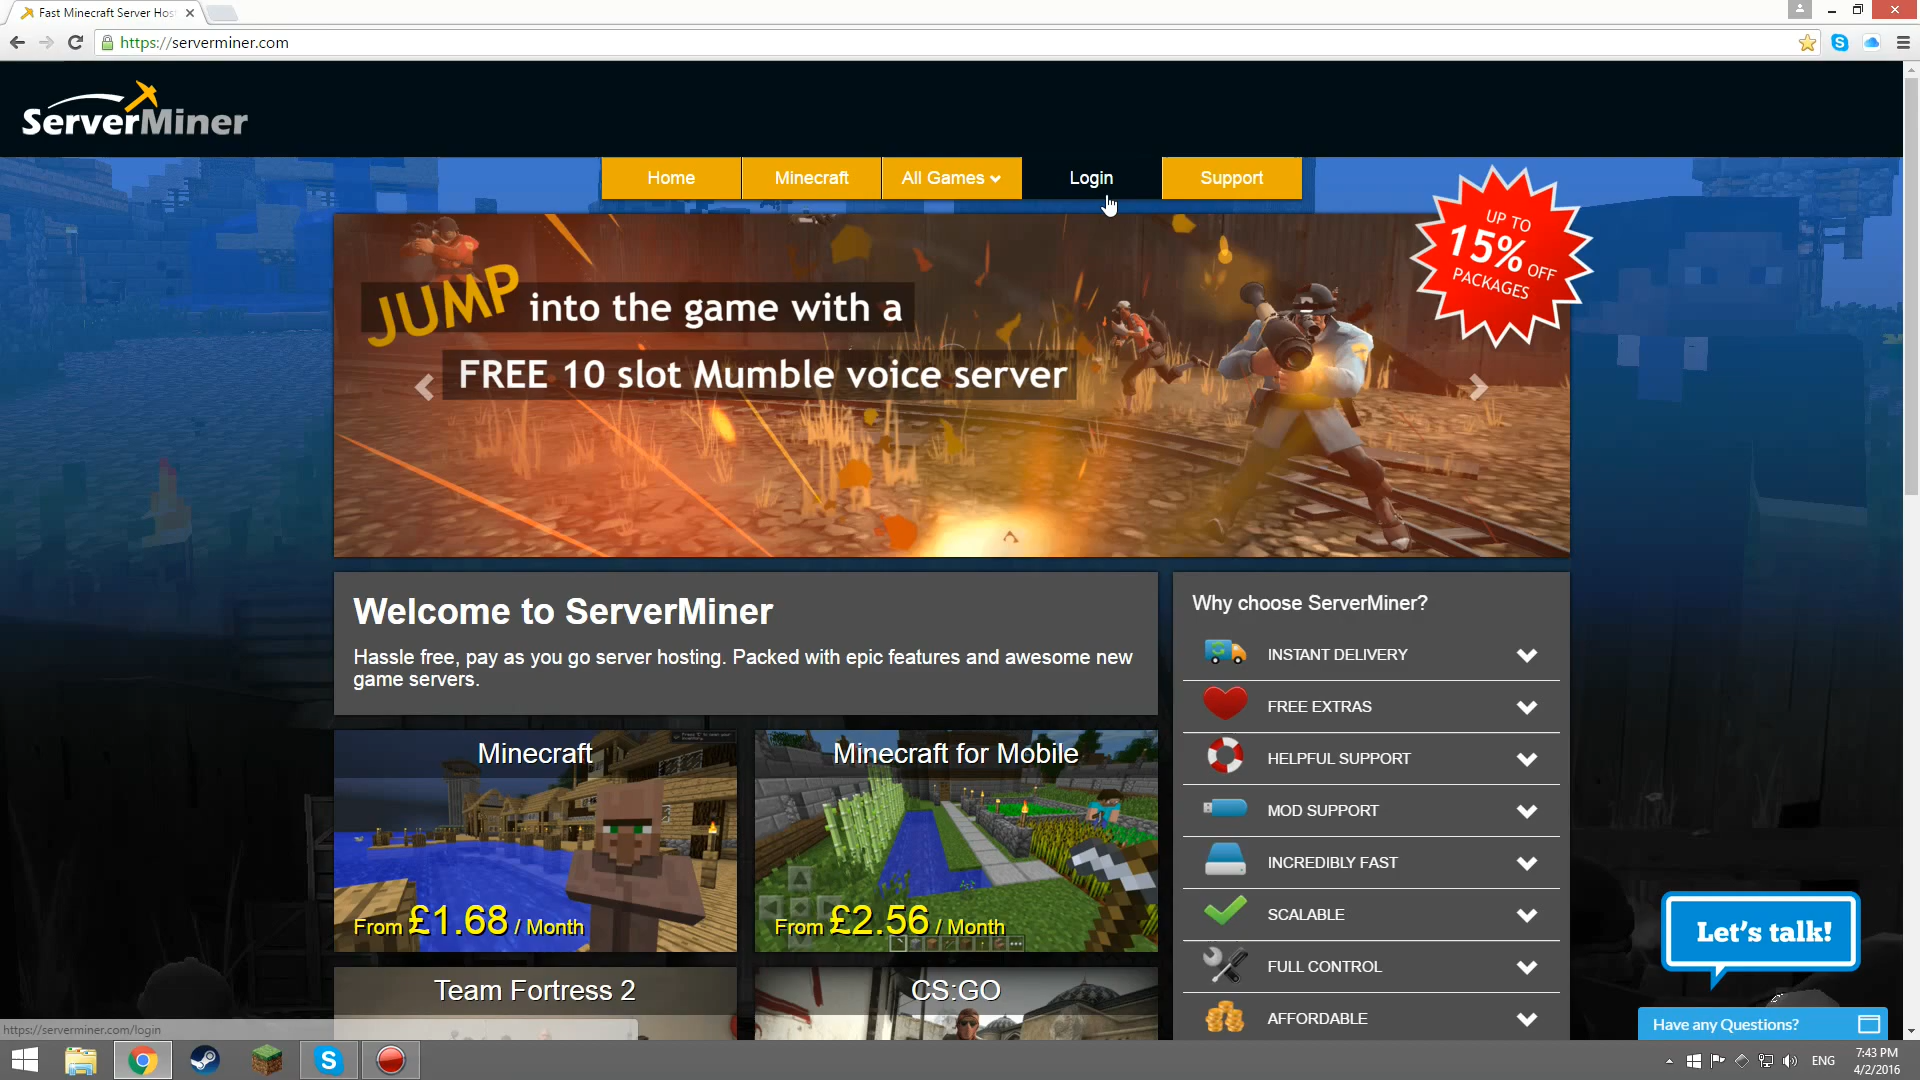 Fast Minecraft Server Hos
https://serverminer.com
ServerMiner
Home
Minecraft
All Games
Login
Support
UP TO
15% OFF
PACKAGES
JUMP into the game with a
FREE 10 slot Mumble voice server
Welcome to ServerMiner
Hassle free, pay as you go server hosting. Packed with epic features and awesome new
game servers.
Why choose ServerMiner?
INSTANT DELIVERY
FREE EXTRAS
HELPFUL SUPPORT
MOD SUPPORT
INCREDIBLY FAST
SCALABLE
FULL CONTROL
AFFORDABLE
Minecraft
From £1.68 / Month
Minecraft for Mobile
From £2.56 / Month
Team Fortress 2
CS:GO
Let's talk!
Have any Questions?
https://serverminer.com/login
ENG
7:43 PM
4/2/2016